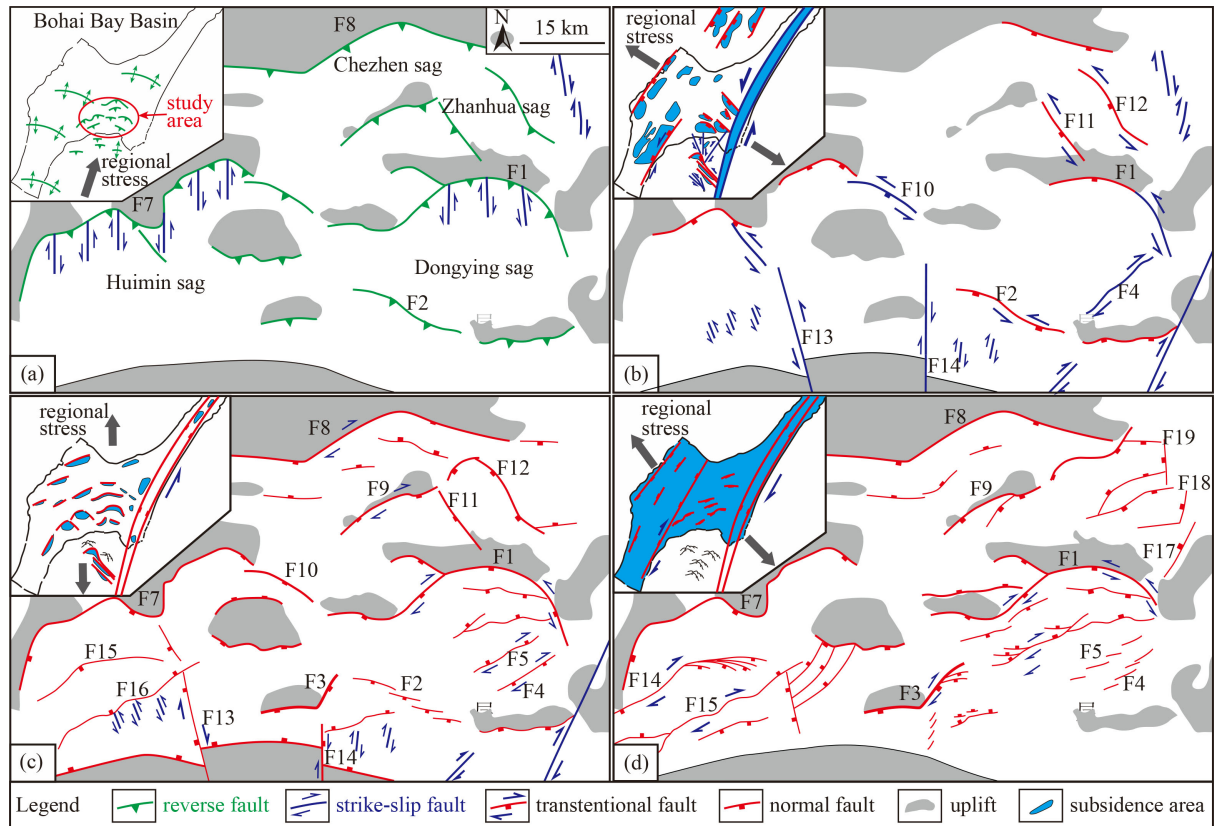 Bohai Bay Basin
study
area
regional
stress
N
15 km
F8
Chezhen sag
Zhanhua sag
F1
F7
Huimin sag
Dongying sag
F2
(a)
regional
stress
F12
F11
F1
F10
F2
F4
F13
F14
(b)
regional
stress
F8
F12
F9
F11
F1
F10
F7
F15
F5
F3
F2
F16
F4
F13
F14
(c)
regional
stress
F19
F18
F9
F17
F1
F7
F5
F14
F3
F4
F15
(d)
Legend
reverse fault
strike-slip fault
transtentional fault
normal fault
uplift
subsidence area